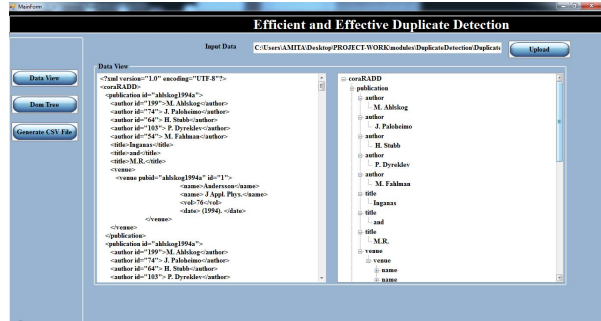 MainForm
Efficient and Effective Duplicate Detection
Input Data
C:\Users\AMITA\Desktop\PROJECT-WORK\modules\DuplicateDetection\Duplicate
Upload
Data View
Dom Tree
Generate CSV File
Data View
<?xml version="1.0" encoding="UTF-8"?>
<coraRADD>
<publication id="ahlskog1994a">
<author id="199">M. Ahlskog</author>
<author id="74"> J. Paloheimo</author>
<author id="64"> H. Stubb</author>
<author id="103"> P. Dyreklev</author>
<author id="54"> M. Fahlman</author>
<title>Inganas</title>
<title>and</title>
<title>M.R.</title>
<venue>
<venue pubid="ahlskog1994a" id="1">
<name>Andersson</name>
<name> J Appl. Phys.</name>
<vol>76</vol>
<date> (1994). </date>
</venue>
</venue>
</publication>
<publication id="ahlskog1994a">
<author id="199">M. Ahlskog</author>
<author id="74"> J. Paloheimo</author>
<author id="64"> H. Stubb</author>
<author id="103"> P. Dyreklev</author>
coraRADD
publication
author
M. Ahlskog
author
J. Paloheimo
author
H. Stubb
author
P. Dyreklev
author
M. Fahlman
title
Inganas
title
and
title
M.R.
venue
venue
name
name